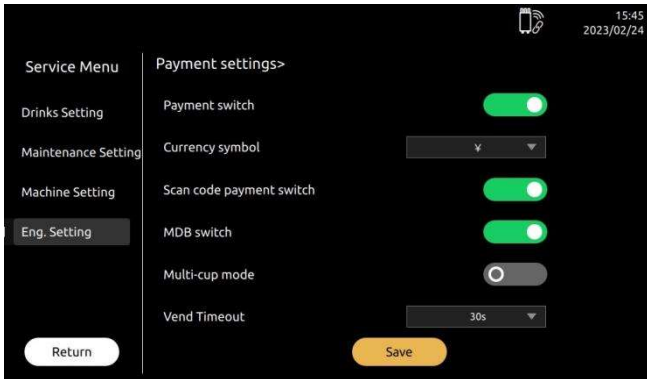 15:45
2023/02/24
Service Menu
Payment settings>
Drinks Setting
Payment switch
Maintenance Setting
Currency symbol
¥
Machine Setting
Scan code payment switch
Eng. Setting
MDB switch
Multi-cup mode
Vend Timeout
30s
Return
Save